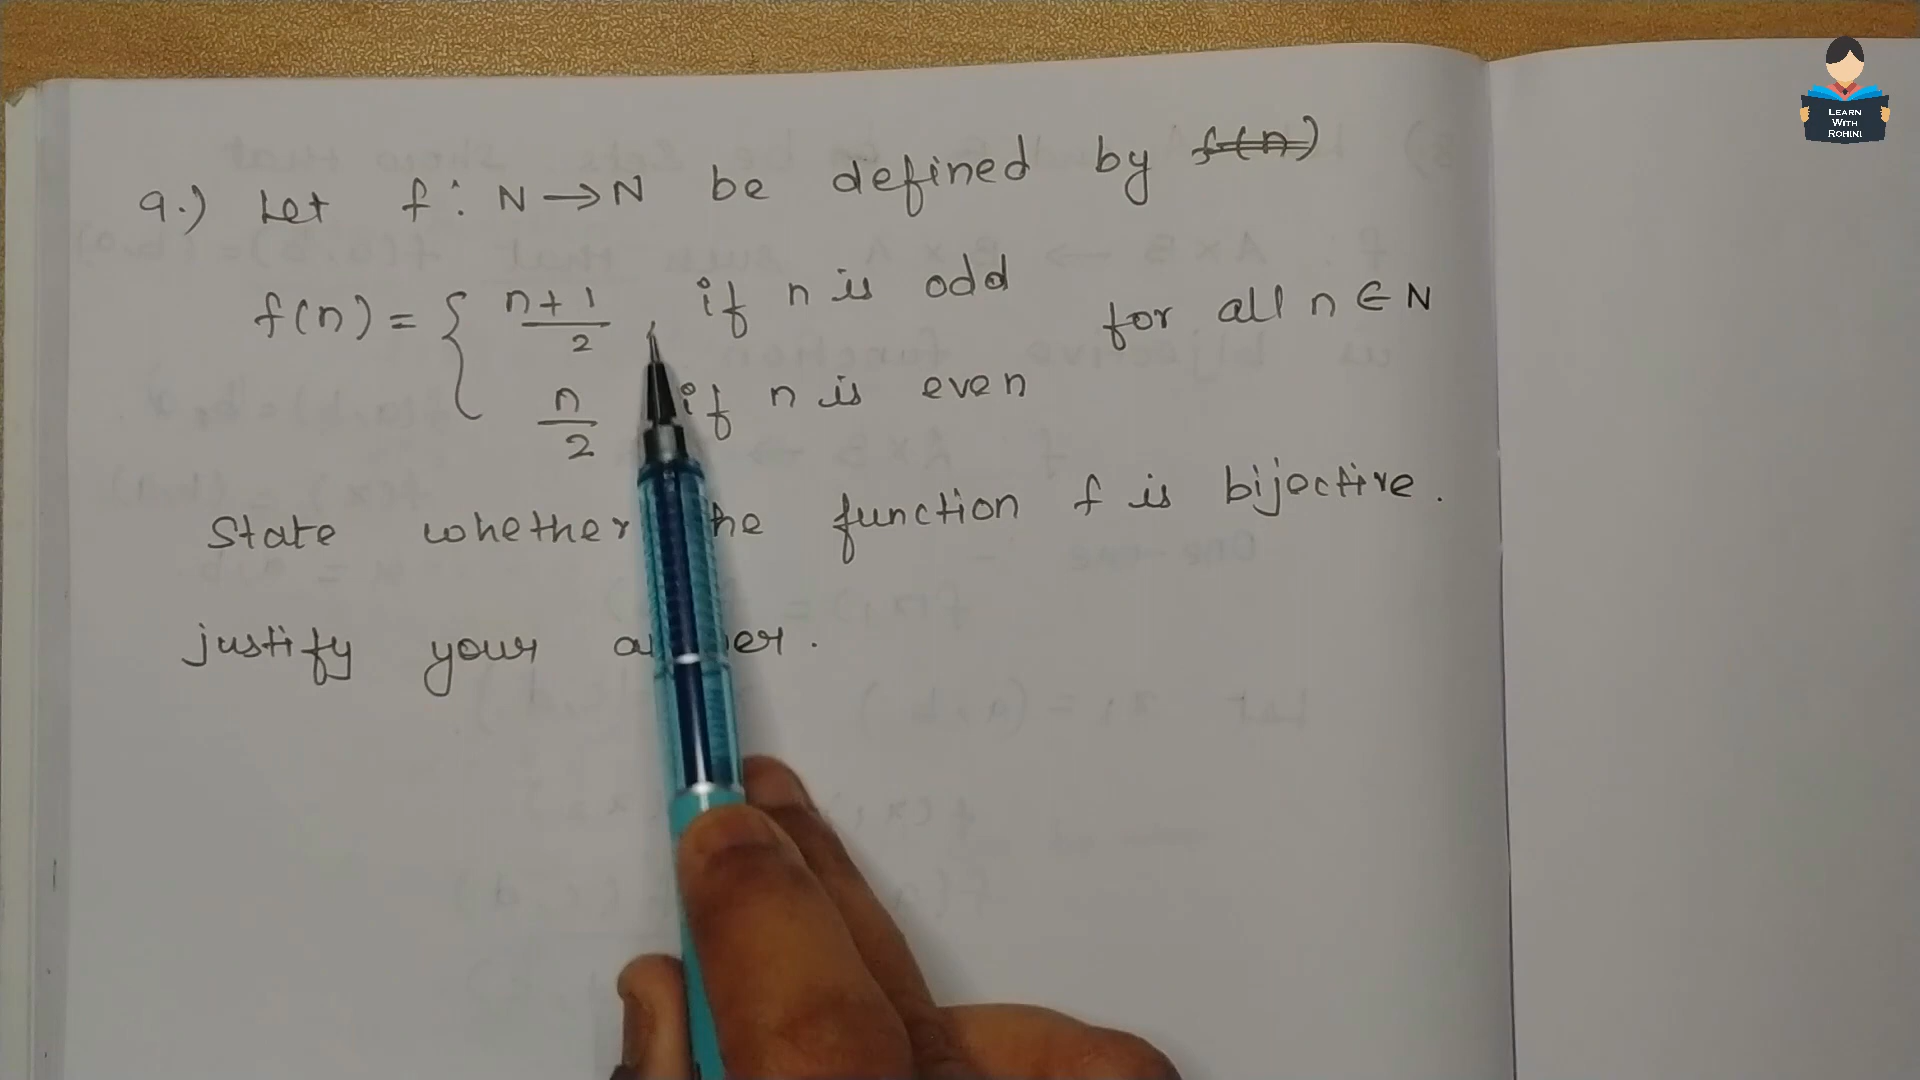 LEARN
WITH
ROHINI
9.) Let f : N → N be defined by f(n)
f(n) = { n+1/2 , if n is odd for all n ∈ N
n/2 if n is even
State whether the function f is bijective.
justify your